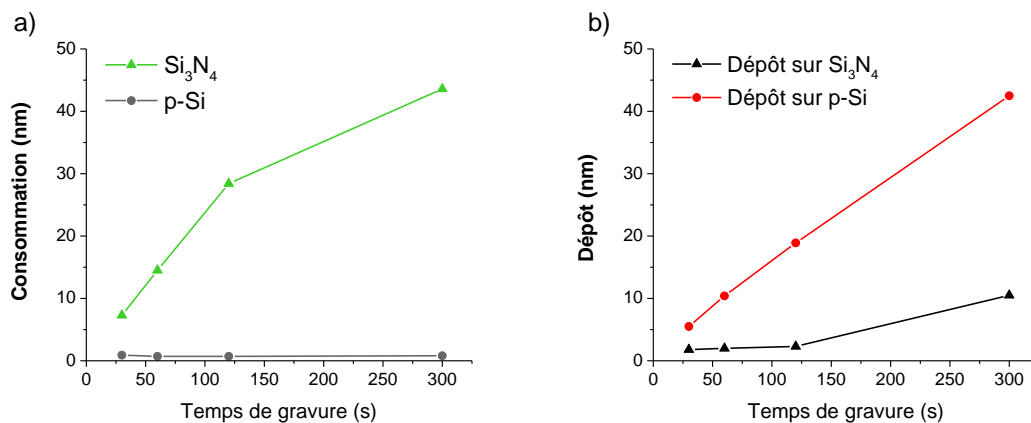 a)
Si₃N₄
p-Si
Consommation (nm)
50
40
30
20
10
0
0 50 100 150 200 250 300
Temps de gravure (s)
b)
Dépôt sur Si₃N₄
Dépôt sur p-Si
Dépôt (nm)
50
40
30
20
10
0
0 50 100 150 200 250 300
Temps de gravure (s)